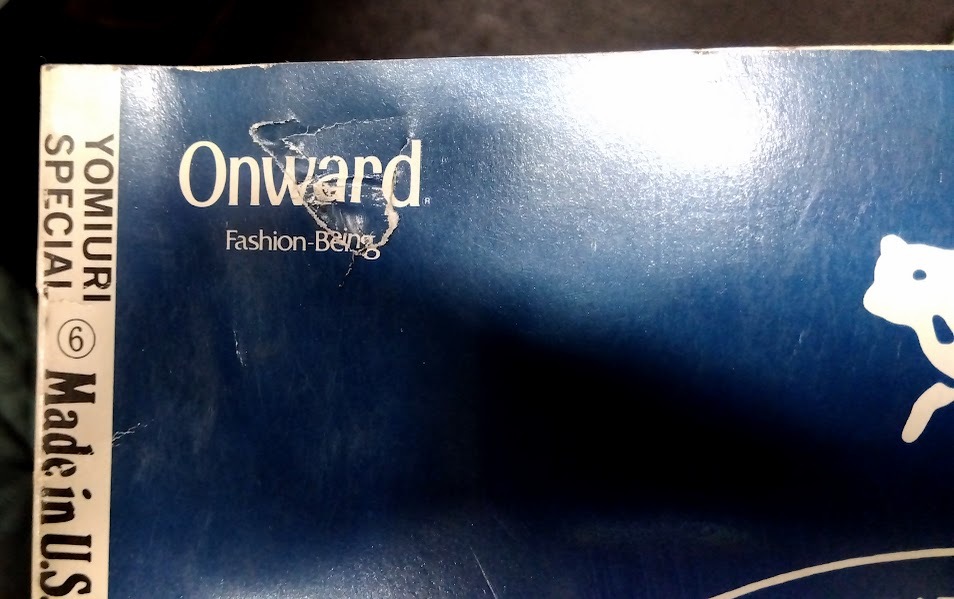 Onward®
Fashion-Being
YOMIURI
SPECIAL
⑥ Made in U.S.